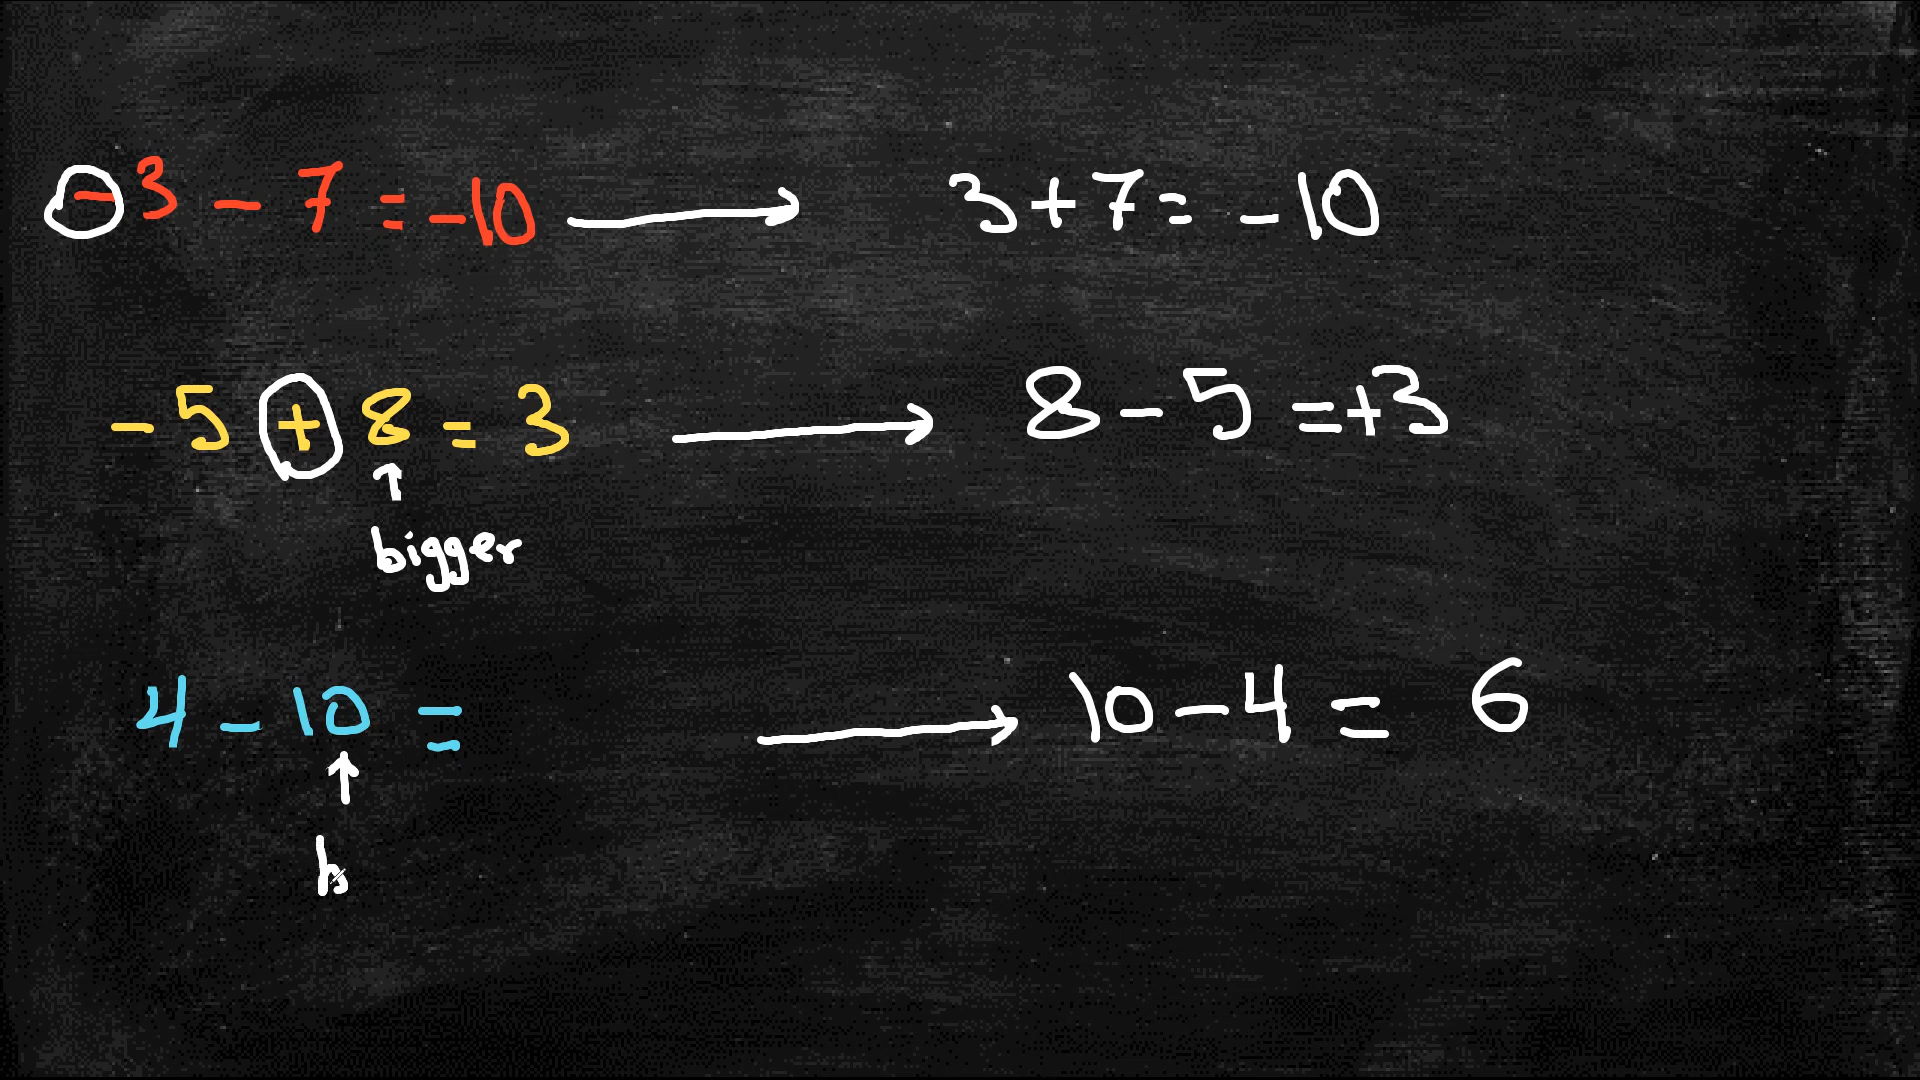 -3 - 7 = -10 → 3+7= -10
-5 + 8 = 3 → 8-5 =+3
↑
bigger
4 - 10 = → 10-4 = 6
↑
b